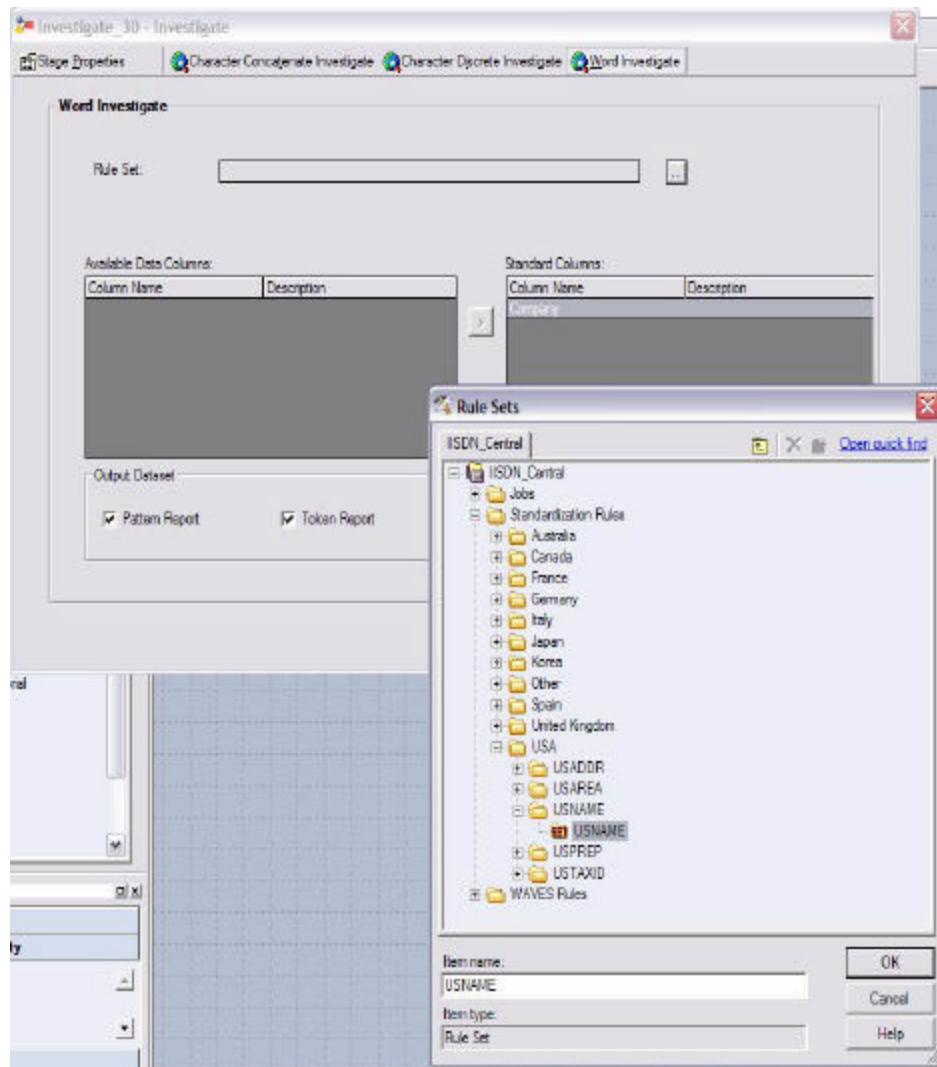 Investigate_30 - Investigate
Stage Properties
Character Concatenate Investigate
Character Discrete Investigate
Word Investigate
Word Investigate
Rule Set:
...
Available Data Columns:
Column Name
Description
>
Standard Columns:
Column Name
Description
Company
Output Dataset
Pattern Report
Token Report
Rule Sets
IISDN_Central
Open quick find
IISDN_Central
Jobs
Standardization Rules
Australia
Canada
France
Germany
Italy
Japan
Korea
Other
Spain
United Kingdom
USA
USADDR
USAREA
USNAME
USNAME
USPREP
USTAXID
WAVES Rules
Item name:
USNAME
Item type:
Rule Set
OK
Cancel
Help